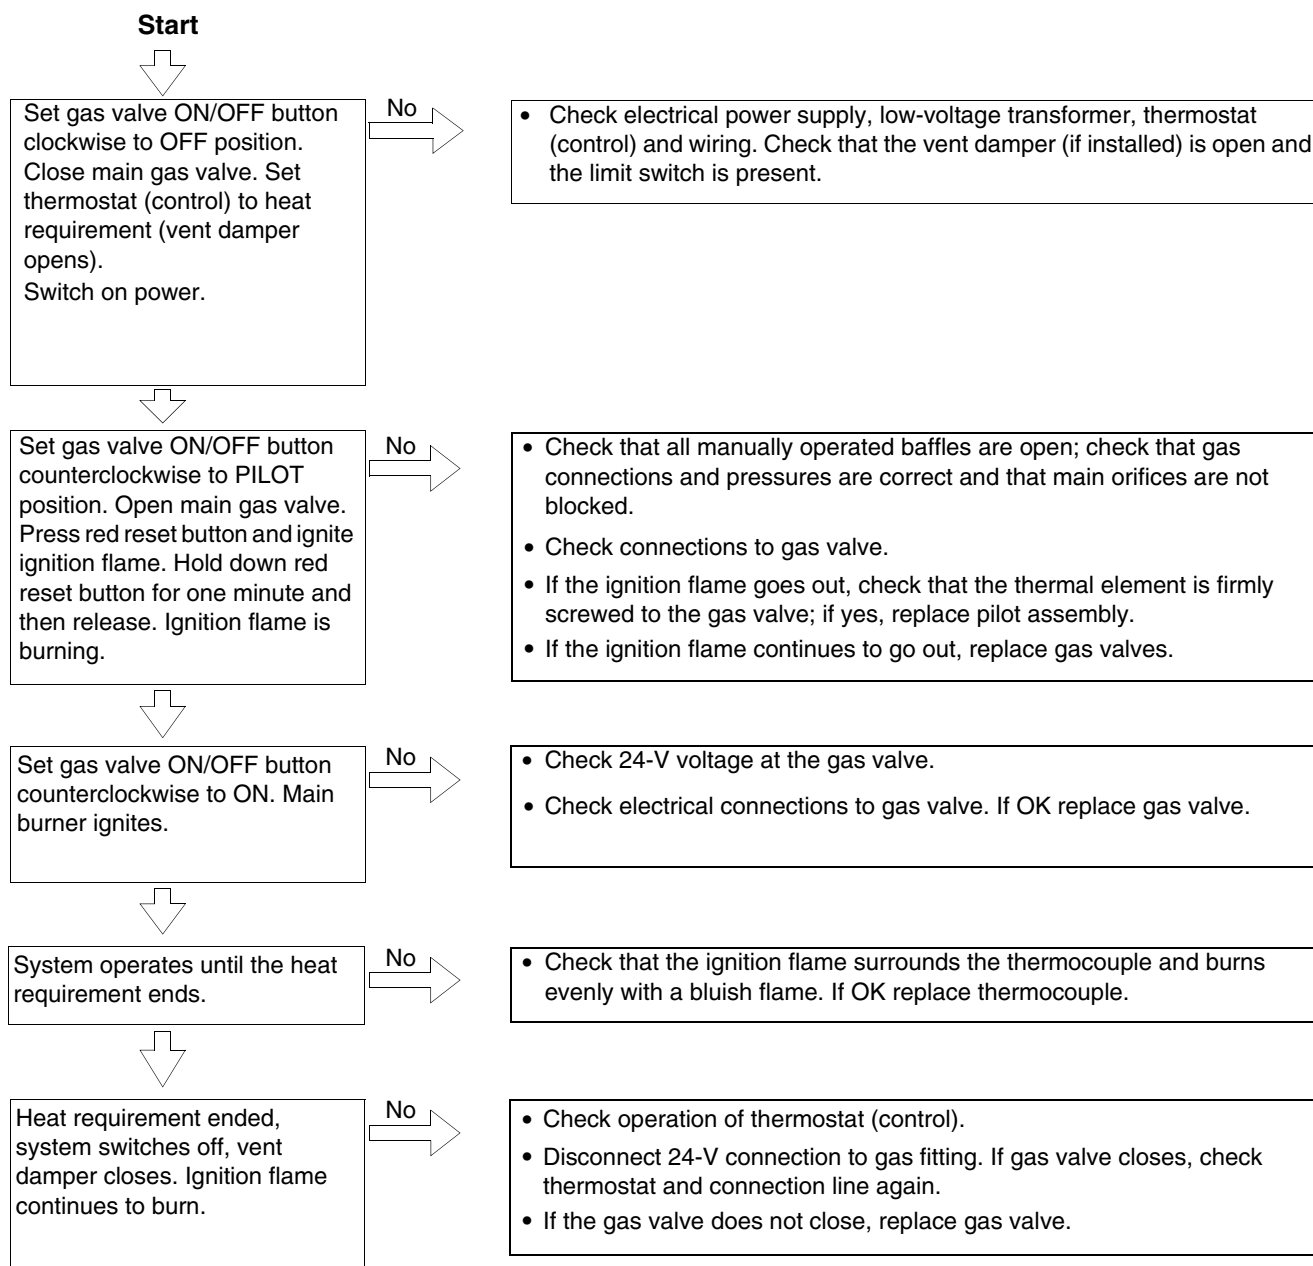 Start
Set gas valve ON/OFF button
clockwise to OFF position.
Close main gas valve. Set
thermostat (control) to heat
requirement (vent damper
opens).
Switch on power.
No
• Check electrical power supply, low-voltage transformer, thermostat
(control) and wiring. Check that the vent damper (if installed) is open and
the limit switch is present.
Set gas valve ON/OFF button
counterclockwise to PILOT
position. Open main gas valve.
Press red reset button and ignite
ignition flame. Hold down red
reset button for one minute and
then release. Ignition flame is
burning.
No
• Check that all manually operated baffles are open; check that gas
connections and pressures are correct and that main orifices are not
blocked.
• Check connections to gas valve.
• If the ignition flame goes out, check that the thermal element is firmly
screwed to the gas valve; if yes, replace pilot assembly.
• If the ignition flame continues to go out, replace gas valves.
Set gas valve ON/OFF button
counterclockwise to ON. Main
burner ignites.
No
• Check 24-V voltage at the gas valve.
• Check electrical connections to gas valve. If OK replace gas valve.
System operates until the heat
requirement ends.
No
• Check that the ignition flame surrounds the thermocouple and burns
evenly with a bluish flame. If OK replace thermocouple.
Heat requirement ended,
system switches off, vent
damper closes. Ignition flame
continues to burn.
No
• Check operation of thermostat (control).
• Disconnect 24-V connection to gas fitting. If gas valve closes, check
thermostat and connection line again.
• If the gas valve does not close, replace gas valve.